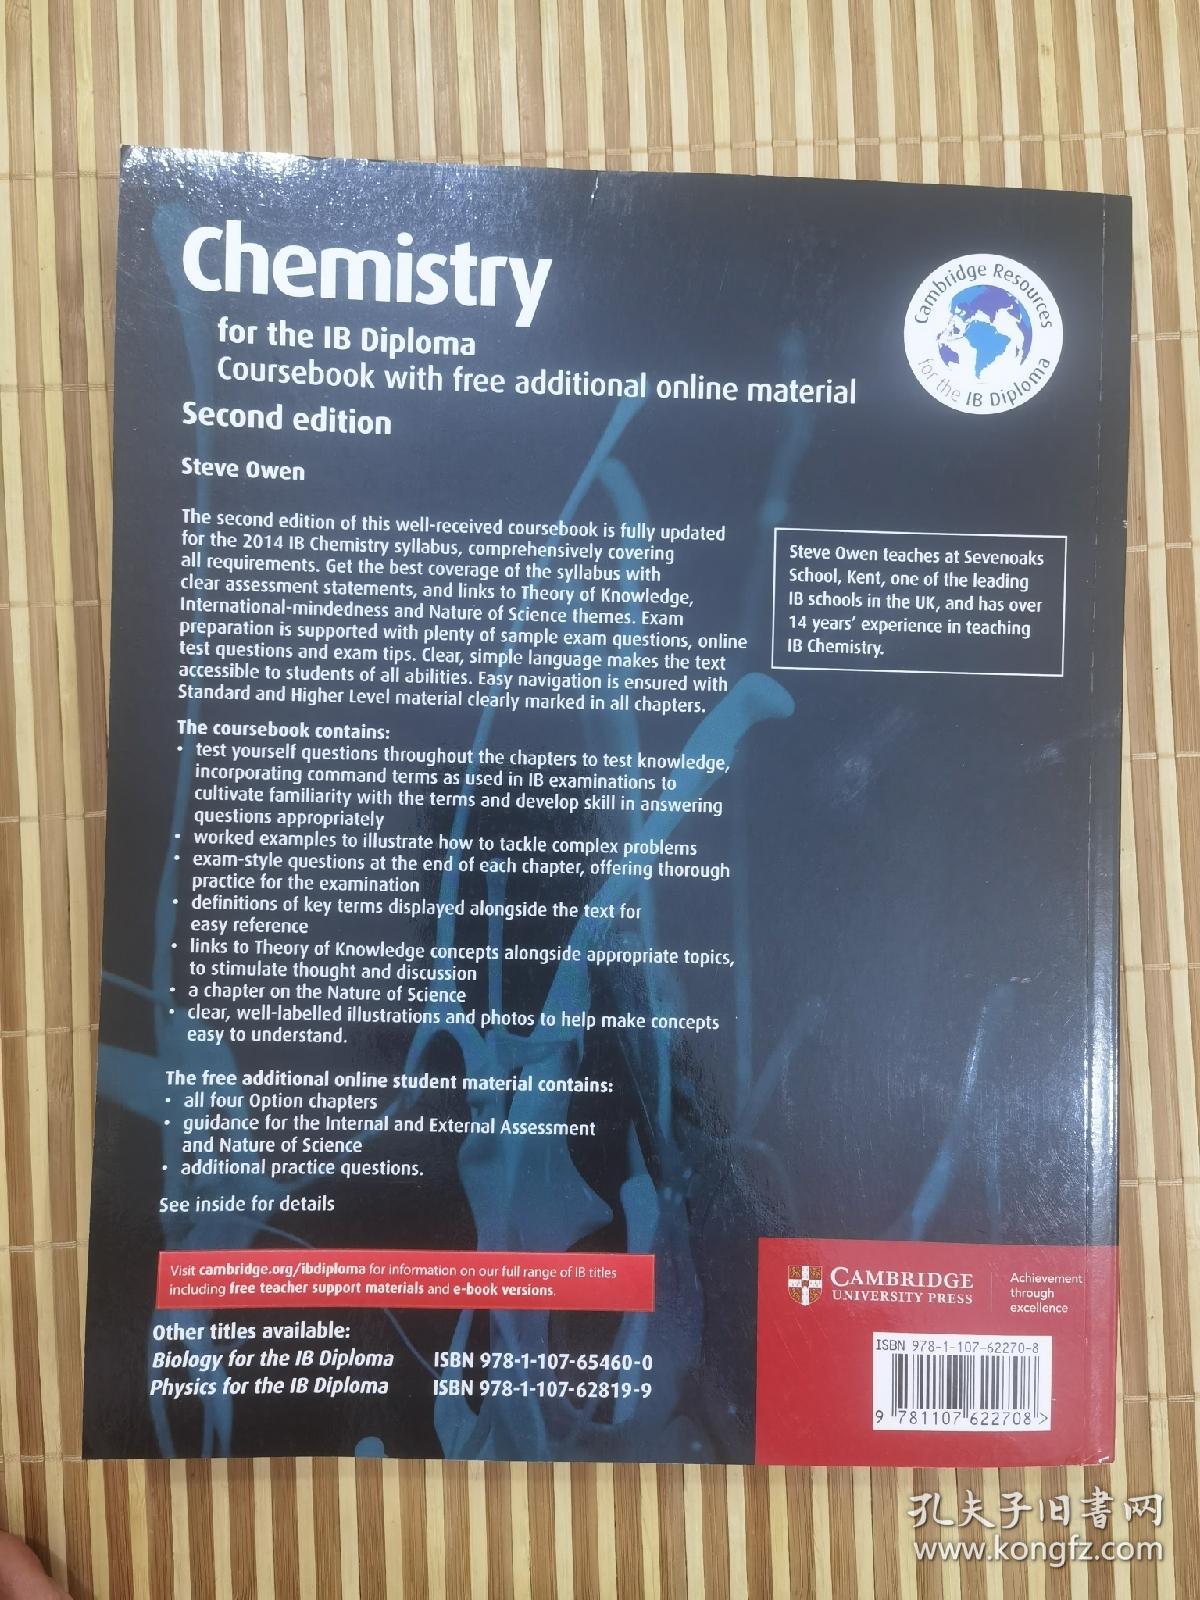 Chemistry
for the IB Diploma
Coursebook with free additional online material
Second edition
Steve Owen
Cambridge Resources
for the IB Diploma
The second edition of this well-received coursebook is fully updated
for the 2014 IB Chemistry syllabus, comprehensively covering
all requirements. Get the best coverage of the syllabus with
clear assessment statements, and links to Theory of Knowledge,
International-mindedness and Nature of Science themes. Exam
preparation is supported with plenty of sample exam questions, online
test questions and exam tips. Clear, simple language makes the text
accessible to students of all abilities. Easy navigation is ensured with
Standard and Higher Level material clearly marked in all chapters.
Steve Owen teaches at Sevenoaks
School, Kent, one of the leading
IB schools in the UK, and has over
14 years' experience in teaching
IB Chemistry.
The coursebook contains:
• test yourself questions throughout the chapters to test knowledge,
incorporating command terms as used in IB examinations to
cultivate familiarity with the terms and develop skill in answering
questions appropriately
• worked examples to illustrate how to tackle complex problems
• exam-style questions at the end of each chapter, offering thorough
practice for the examination
• definitions of key terms displayed alongside the text for
easy reference
• links to Theory of Knowledge concepts alongside appropriate topics,
to stimulate thought and discussion
• a chapter on the Nature of Science
• clear, well-labelled illustrations and photos to help make concepts
easy to understand.
The free additional online student material contains:
• all four Option chapters
• guidance for the Internal and External Assessment
and Nature of Science
• additional practice questions.
See inside for details
Visit cambridge.org/ibdiploma for information on our full range of IB titles
including free teacher support materials and e-book versions.
Other titles available:
Biology for the IB Diploma ISBN 978-1-107-65460-0
Physics for the IB Diploma ISBN 978-1-107-62819-9
CAMBRIDGE
UNIVERSITY PRESS
Achievement
through
excellence
ISBN 978-1-107-62270-8
9 781107 622708 >
孔夫子旧书网
www.kongfz.com